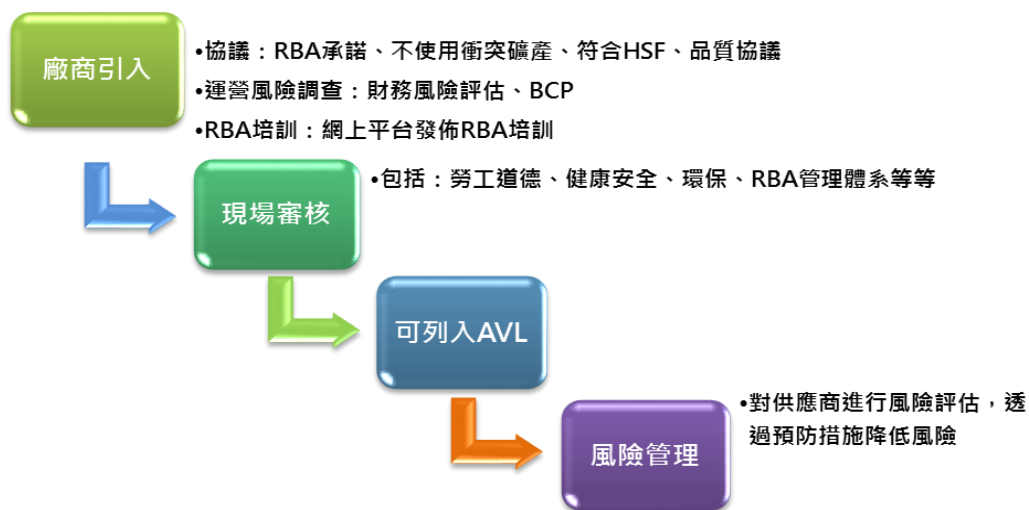 廠商引入
•協議：RBA承諾、不使用衝突礦產、符合HSF、品質協議
•運營風險調查：財務風險評估、BCP
•RBA培訓：網上平台發佈RBA培訓
現場審核
•包括：勞工道德、健康安全、環保、RBA管理體系等等
可列入AVL
風險管理
•對供應商進行風險評估，透
過預防措施降低風險